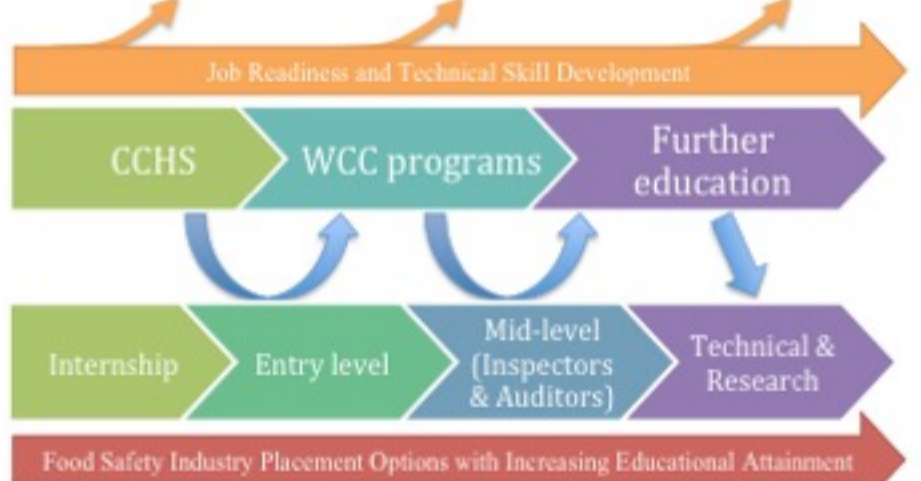 Job Readiness and Technical Skill Development
CCHS
WCC programs
Further
education
Internship
Entry level
Mid-level
(Inspectors
& Auditors)
Technical &
Research
Food Safety Industry Placement Options with Increasing Educational Attainment